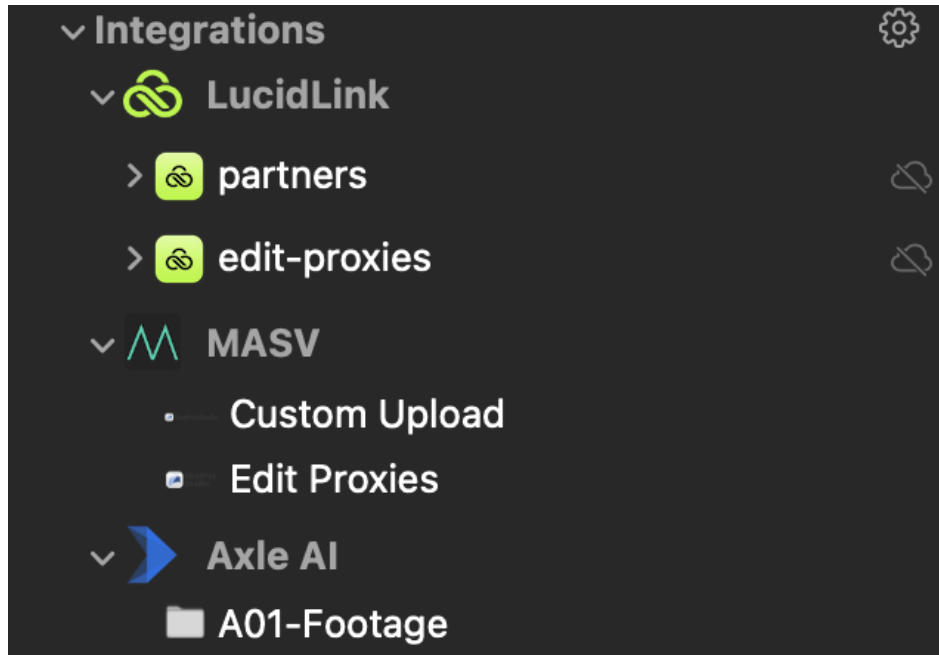 Integrations
LucidLink
partners
edit-proxies
MASV
Custom Upload
Edit Proxies
Axle AI
A01-Footage